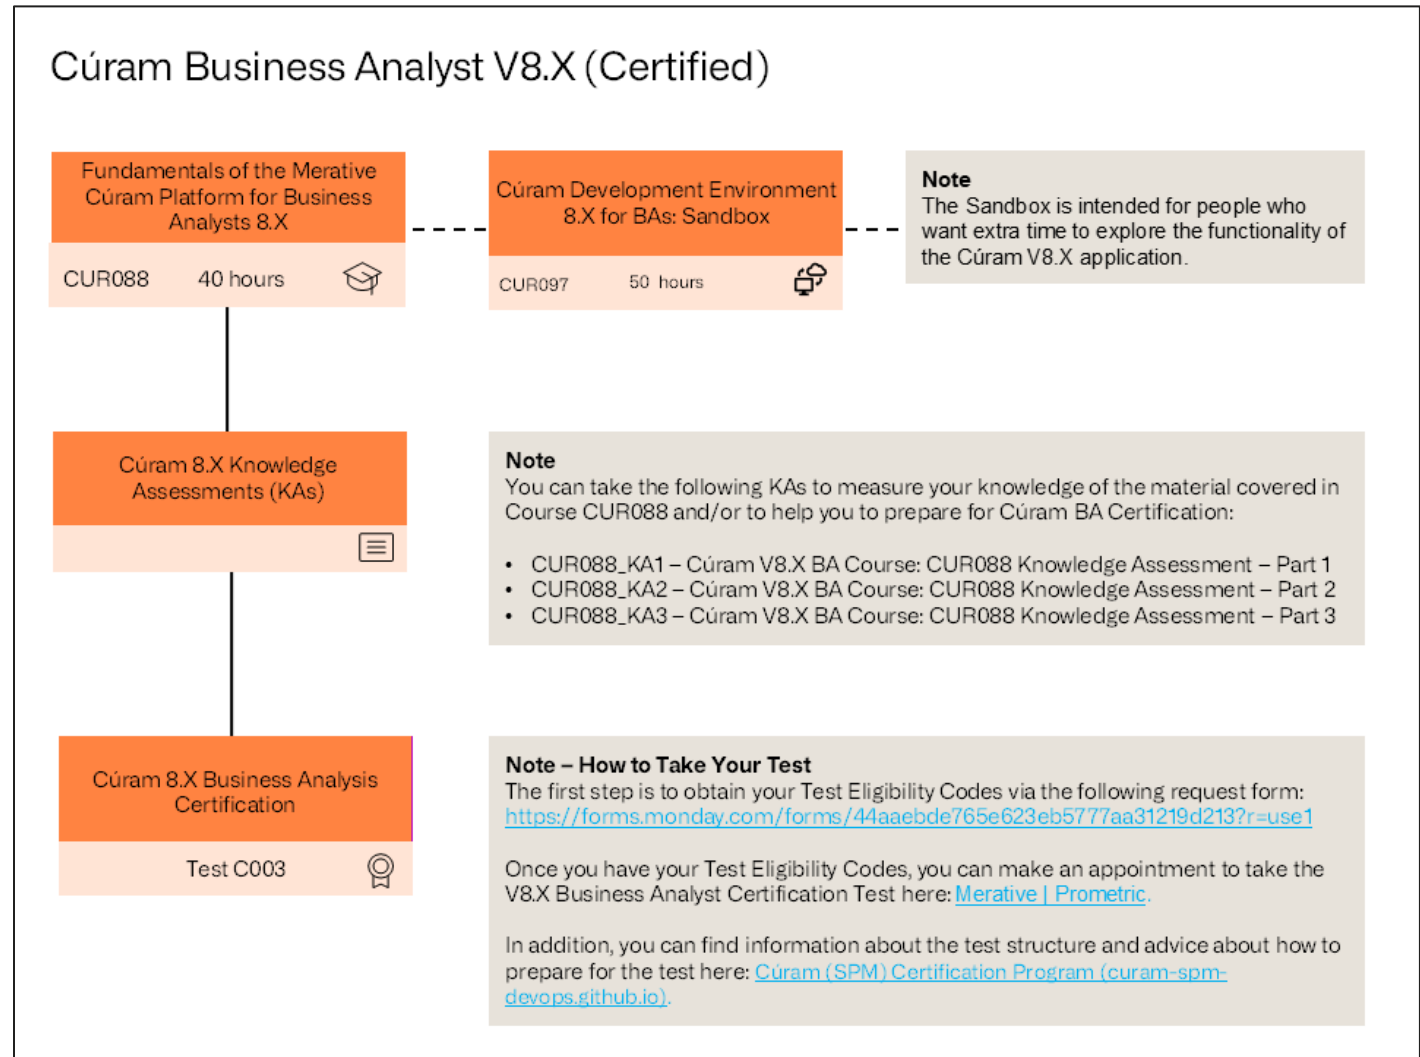 Cúram Business Analyst V8.X (Certified)
Fundamentals of the Merative
Cúram Platform for Business
Analysts 8.X
CUR088 40 hours
Cúram Development Environment
8.X for BAs: Sandbox
CUR097 50 hours
Note
The Sandbox is intended for people who
want extra time to explore the functionality of
the Cúram V8.X application.
Cúram 8.X Knowledge
Assessments (KAs)
Note
You can take the following KAs to measure your knowledge of the material covered in
Course CUR088 and/or to help you to prepare for Cúram BA Certification:
• CUR088_KA1 – Cúram V8.X BA Course: CUR088 Knowledge Assessment – Part 1
• CUR088_KA2 – Cúram V8.X BA Course: CUR088 Knowledge Assessment – Part 2
• CUR088_KA3 – Cúram V8.X BA Course: CUR088 Knowledge Assessment – Part 3
Cúram 8.X Business Analysis
Certification
Test C003
Note – How to Take Your Test
The first step is to obtain your Test Eligibility Codes via the following request form:
https://forms.monday.com/forms/44aaebde765e623eb5777aa31219d213?r=use1
Once you have your Test Eligibility Codes, you can make an appointment to take the
V8.X Business Analyst Certification Test here: Merative | Prometric.
In addition, you can find information about the test structure and advice about how to
prepare for the test here: Cúram (SPM) Certification Program (curam-spm-
devops.github.io).